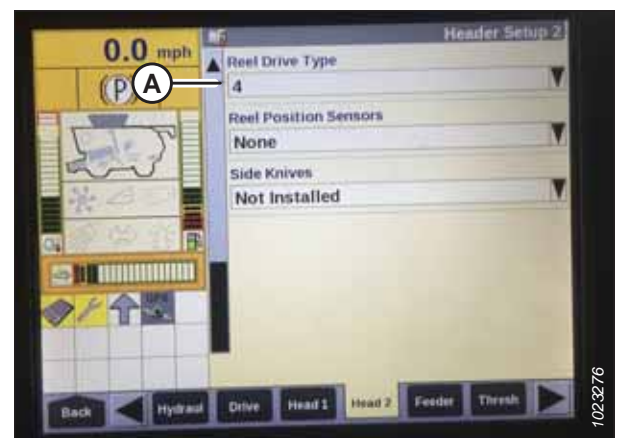 Header Setup 2
0.0 mph
(P)
A
Reel Drive Type
4
Reel Position Sensors
None
Side Knives
Not Installed
GPS
Back
Hydraul
Drive
Head 1
Head 2
Feeder
Thresh
1023276